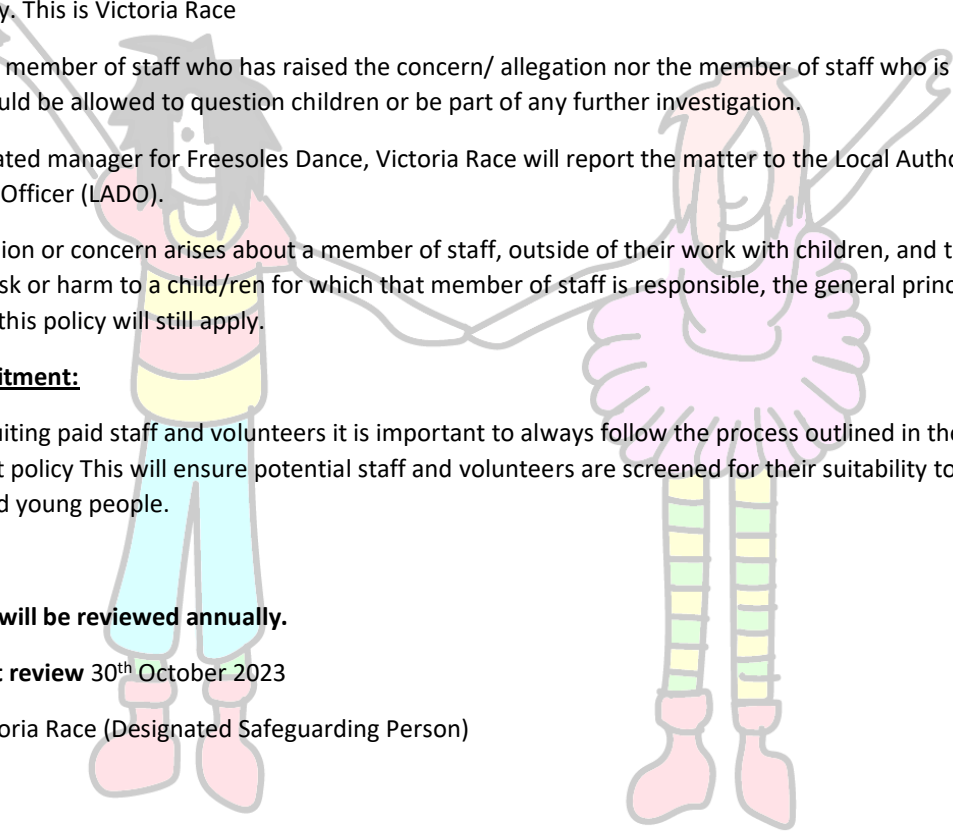 y. This is Victoria Race
member of staff who has raised the concern/ allegation nor the member of staff who is
uld be allowed to question children or be part of any further investigation.
ated manager for Freesoles Dance, Victoria Race will report the matter to the Local Autho
Officer (LADO).
ion or concern arises about a member of staff, outside of their work with children, and t
sk or harm to a child/ren for which that member of staff is responsible, the general princ
this policy will still apply.
itment:
uiting paid staff and volunteers it is important to always follow the process outlined in the
t policy This will ensure potential staff and volunteers are screened for their suitability to
d young people.
will be reviewed annually.
t review 30th October 2023
oria Race (Designated Safeguarding Person)